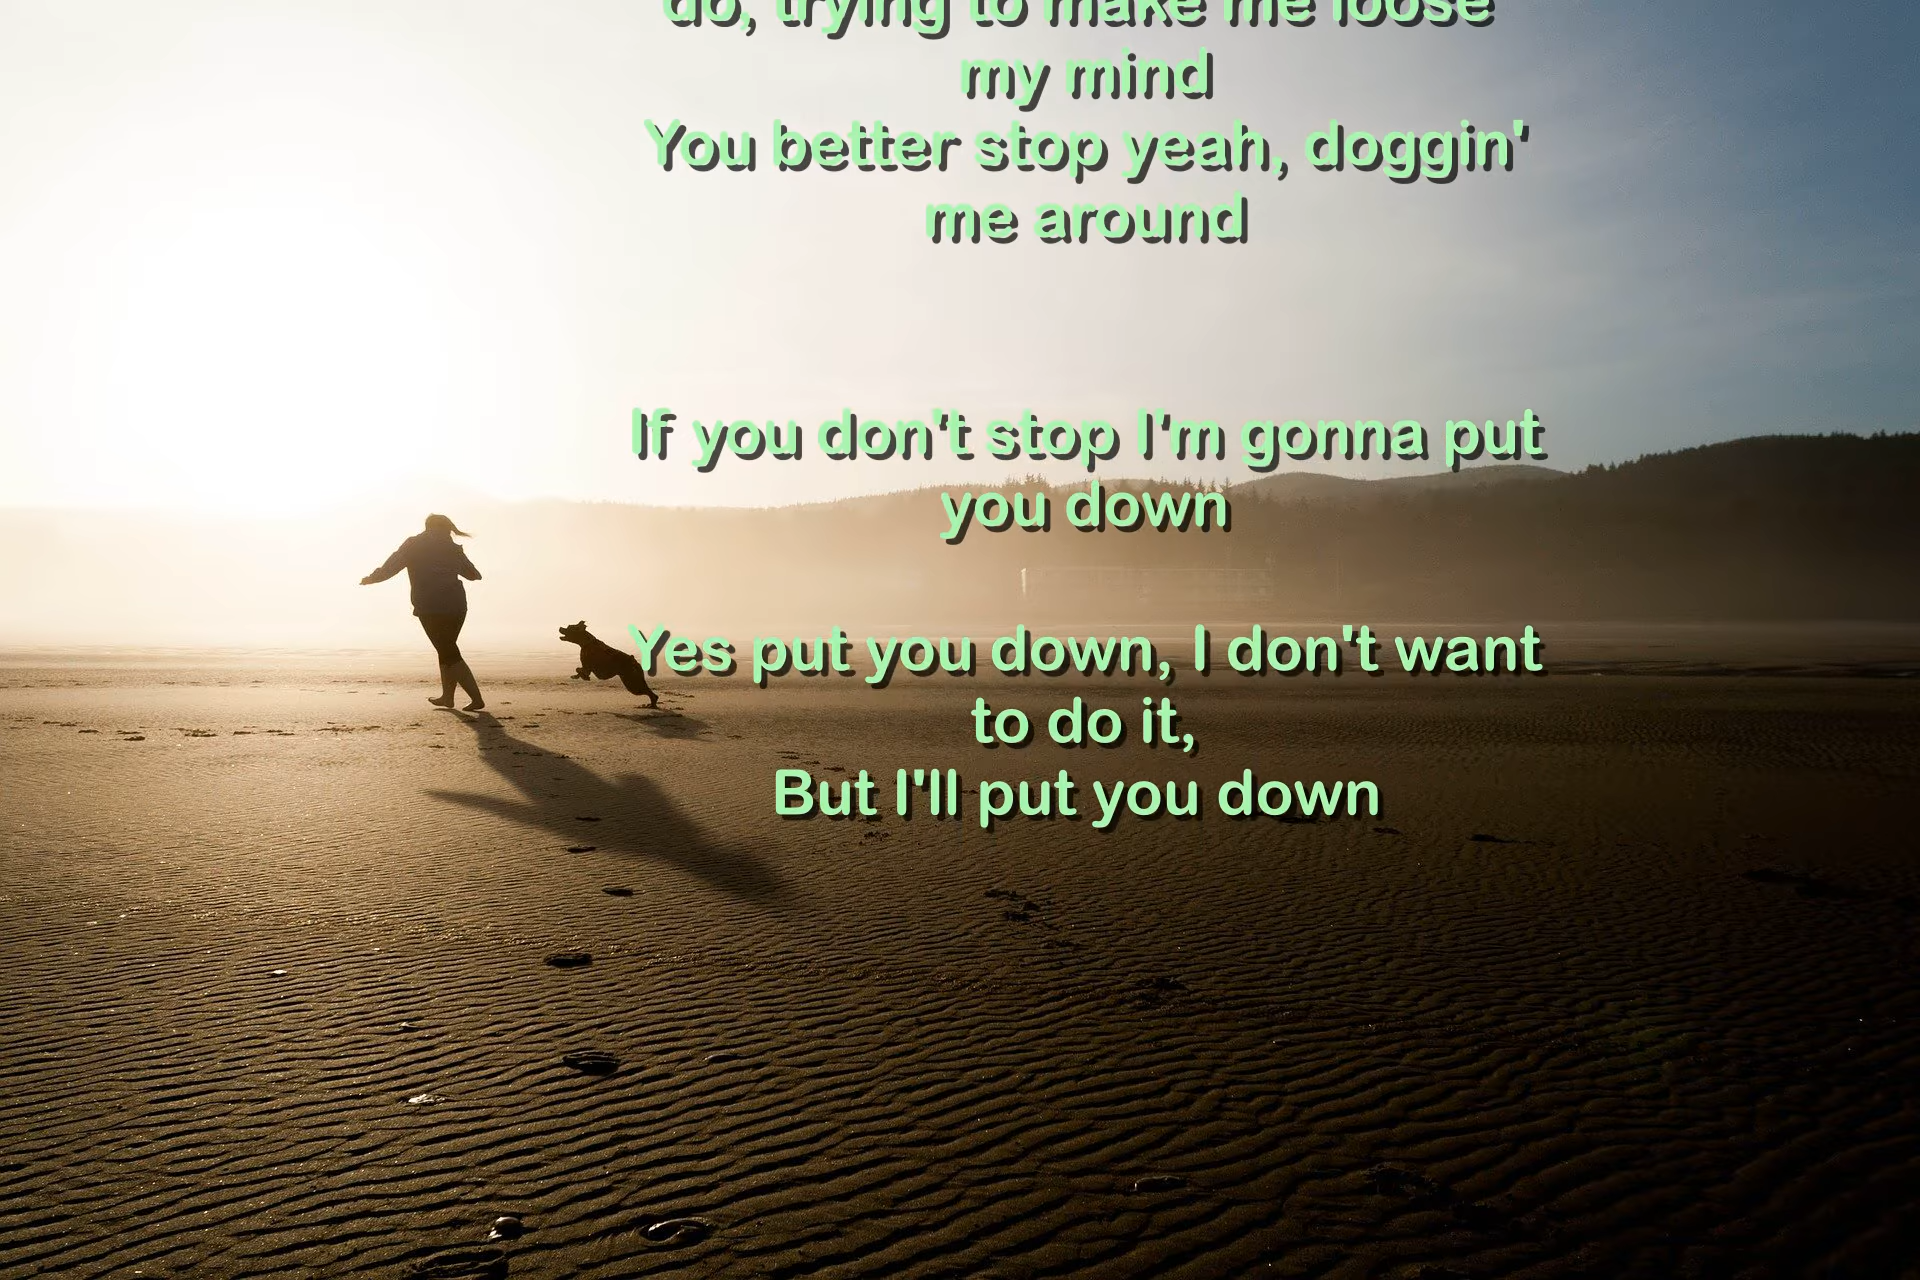 do, trying to make me loose
my mind
You better stop yeah, doggin'
me around
If you don't stop I'm gonna put
you down
Yes put you down, I don't want
to do it,
But I'll put you down